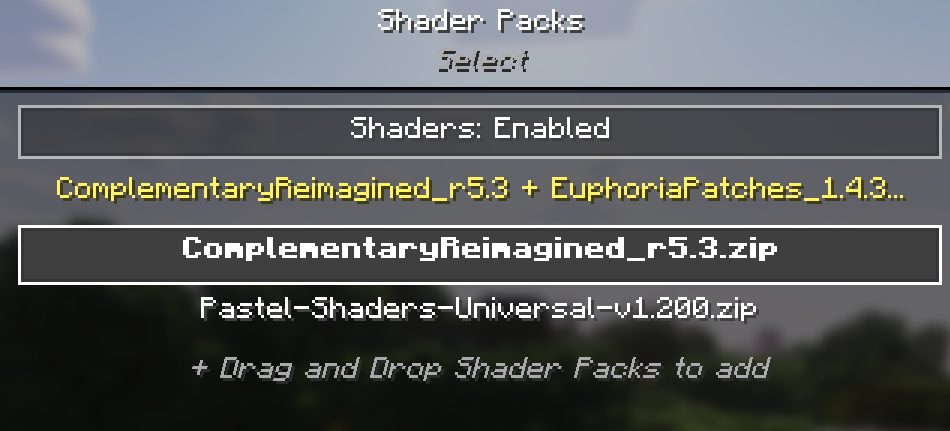 Shader Packs
Select
Shaders: Enabled
ComplementaryReimagined_r5.3 + EuphoriaPatches_1.4.3...
ComplementaryReimagined_r5.3.zip
Pastel-Shaders-Universal-v1.200.zip
+ Drag and Drop Shader Packs to add